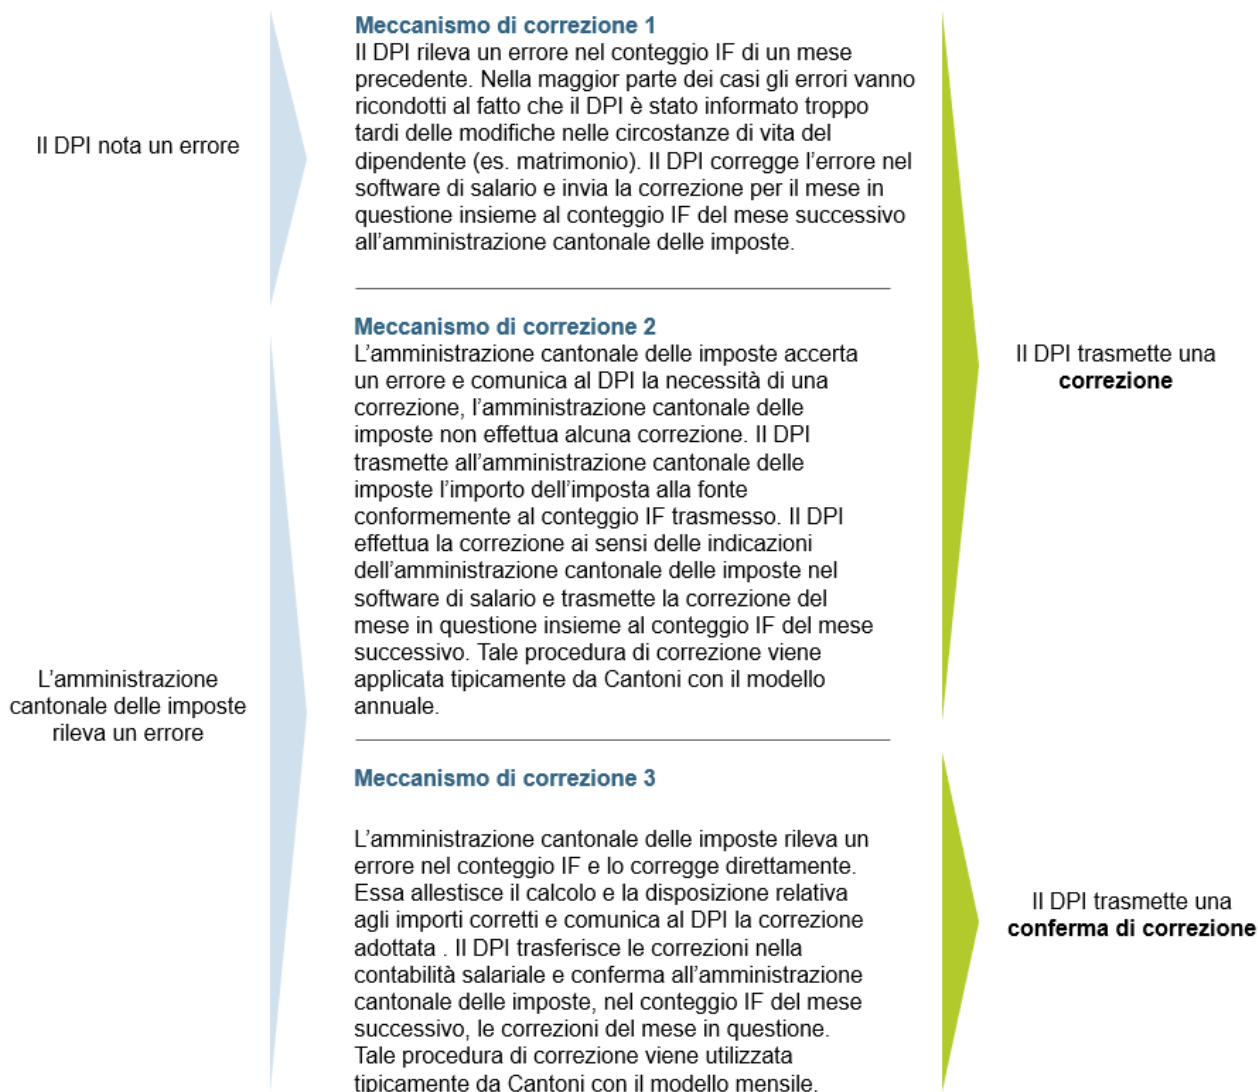 Il DPI nota un errore
L'amministrazione
cantonale delle imposte
rileva un errore
Meccanismo di correzione 1
Il DPI rileva un errore nel conteggio IF di un mese
precedente. Nella maggior parte dei casi gli errori vanno
ricondotti al fatto che il DPI è stato informato troppo
tardi delle modifiche nelle circostanze di vita del
dipendente (es. matrimonio). Il DPI corregge l'errore nel
software di salario e invia la correzione per il mese in
questione insieme al conteggio IF del mese successivo
all'amministrazione cantonale delle imposte.
Meccanismo di correzione 2
L'amministrazione cantonale delle imposte accerta
un errore e comunica al DPI la necessità di una
correzione, l'amministrazione cantonale delle
imposte non effettua alcuna correzione. Il DPI
trasmette all'amministrazione cantonale delle
imposte l'importo dell'imposta alla fonte
conformemente al conteggio IF trasmesso. Il DPI
effettua la correzione ai sensi delle indicazioni
dell'amministrazione cantonale delle imposte nel
software di salario e trasmette la correzione del
mese in questione insieme al conteggio IF del mese
successivo. Tale procedura di correzione viene
applicata tipicamente da Cantoni con il modello
annuale.
Meccanismo di correzione 3
L'amministrazione cantonale delle imposte rileva un
errore nel conteggio IF e lo corregge direttamente.
Essa allestisce il calcolo e la disposizione relativa
agli importi corretti e comunica al DPI la correzione
adottata . Il DPI trasferisce le correzioni nella
contabilità salariale e conferma all'amministrazione
cantonale delle imposte, nel conteggio IF del mese
successivo, le correzioni del mese in questione.
Tale procedura di correzione viene utilizzata
tipicamente da Cantoni con il modello mensile.
Il DPI trasmette una
correzione
Il DPI trasmette una
conferma di correzione